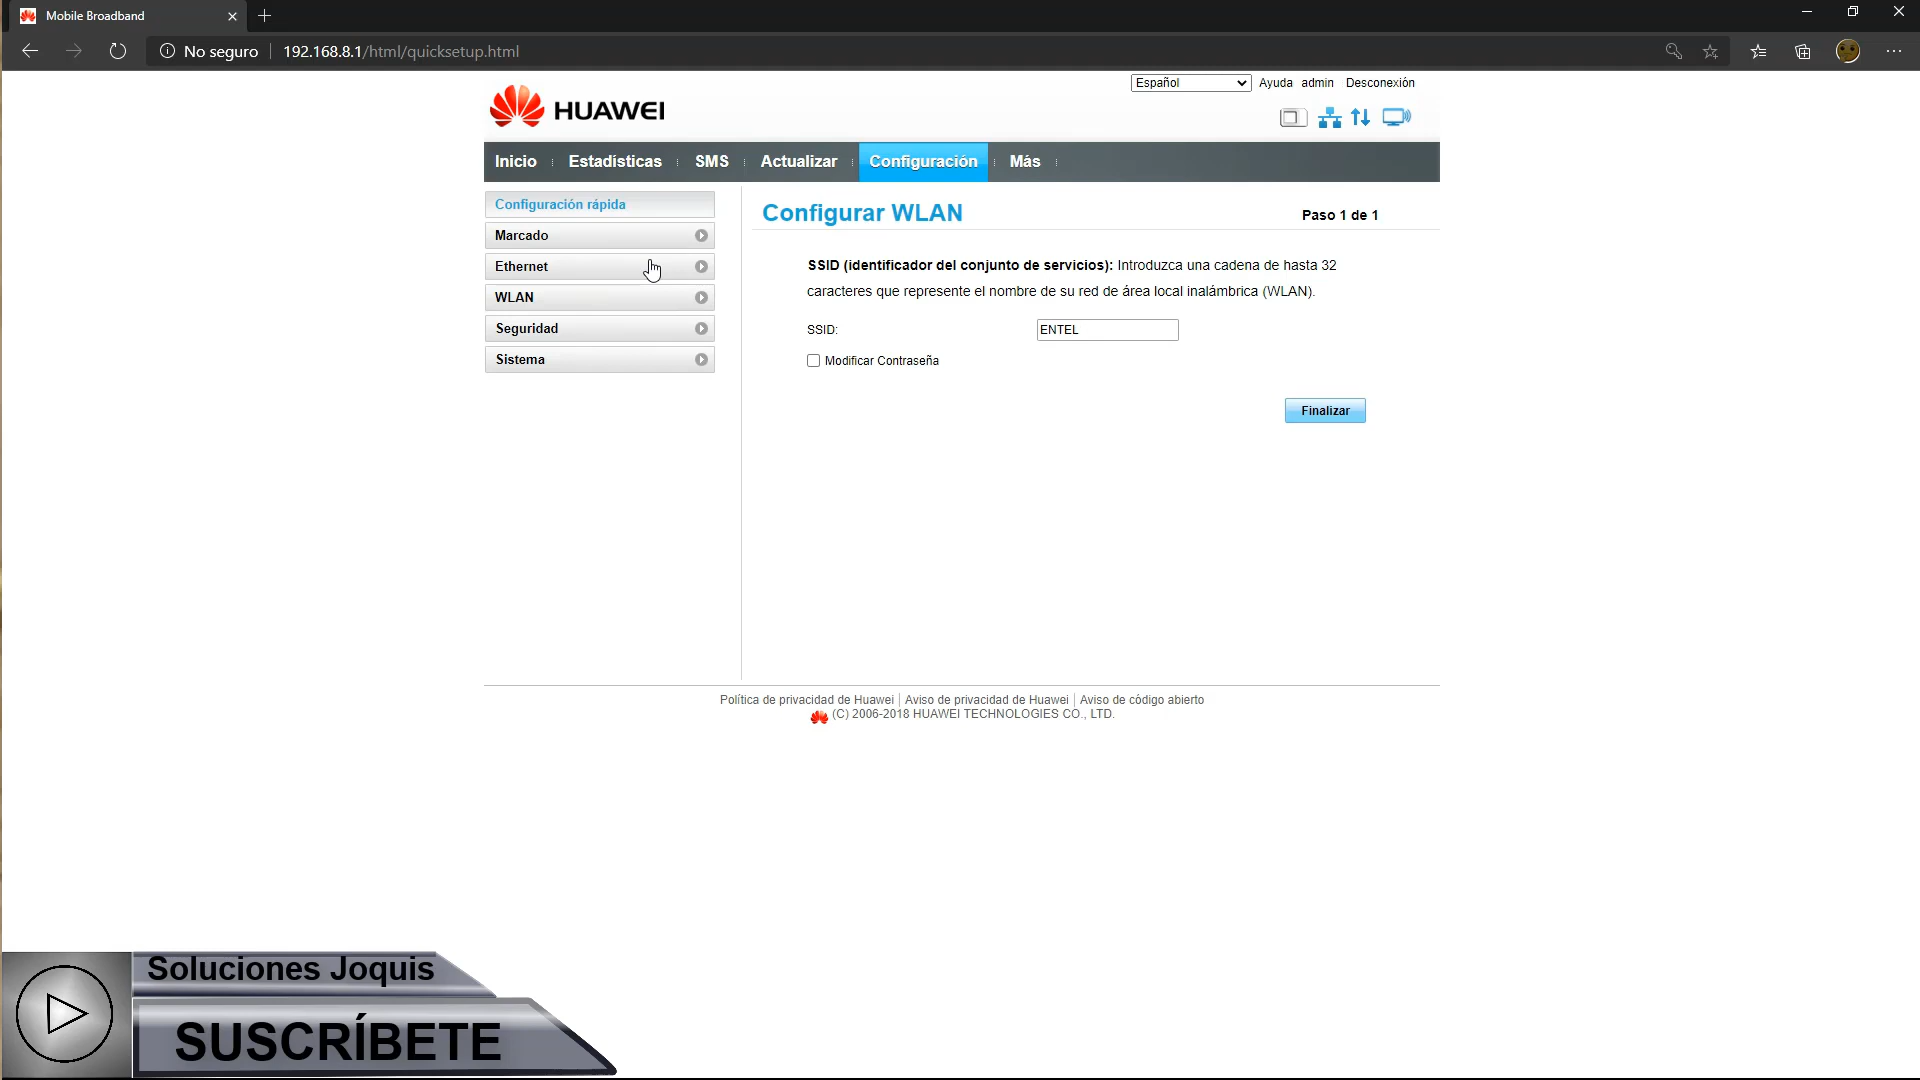 Mobile Broadband
No seguro
192.168.8.1/html/quicksetup.html
Español Ayuda admin Desconexión
HUAWEI
Inicio Estadísticas SMS Actualizar Configuración Más
Configuración rápida
Marcado
Ethernet
WLAN
Seguridad
Sistema
Configurar WLAN
Paso 1 de 1
SSID (identificador del conjunto de servicios): Introduzca una cadena de hasta 32
caracteres que represente el nombre de su red de área local inalámbrica (WLAN).
SSID: ENTEL
Modificar Contraseña
Finalizar
Política de privacidad de Huawei | Aviso de privacidad de Huawei | Aviso de código abierto
(C) 2006-2018 HUAWEI TECHNOLOGIES CO., LTD.
Soluciones Joquis
SUSCRÍBETE